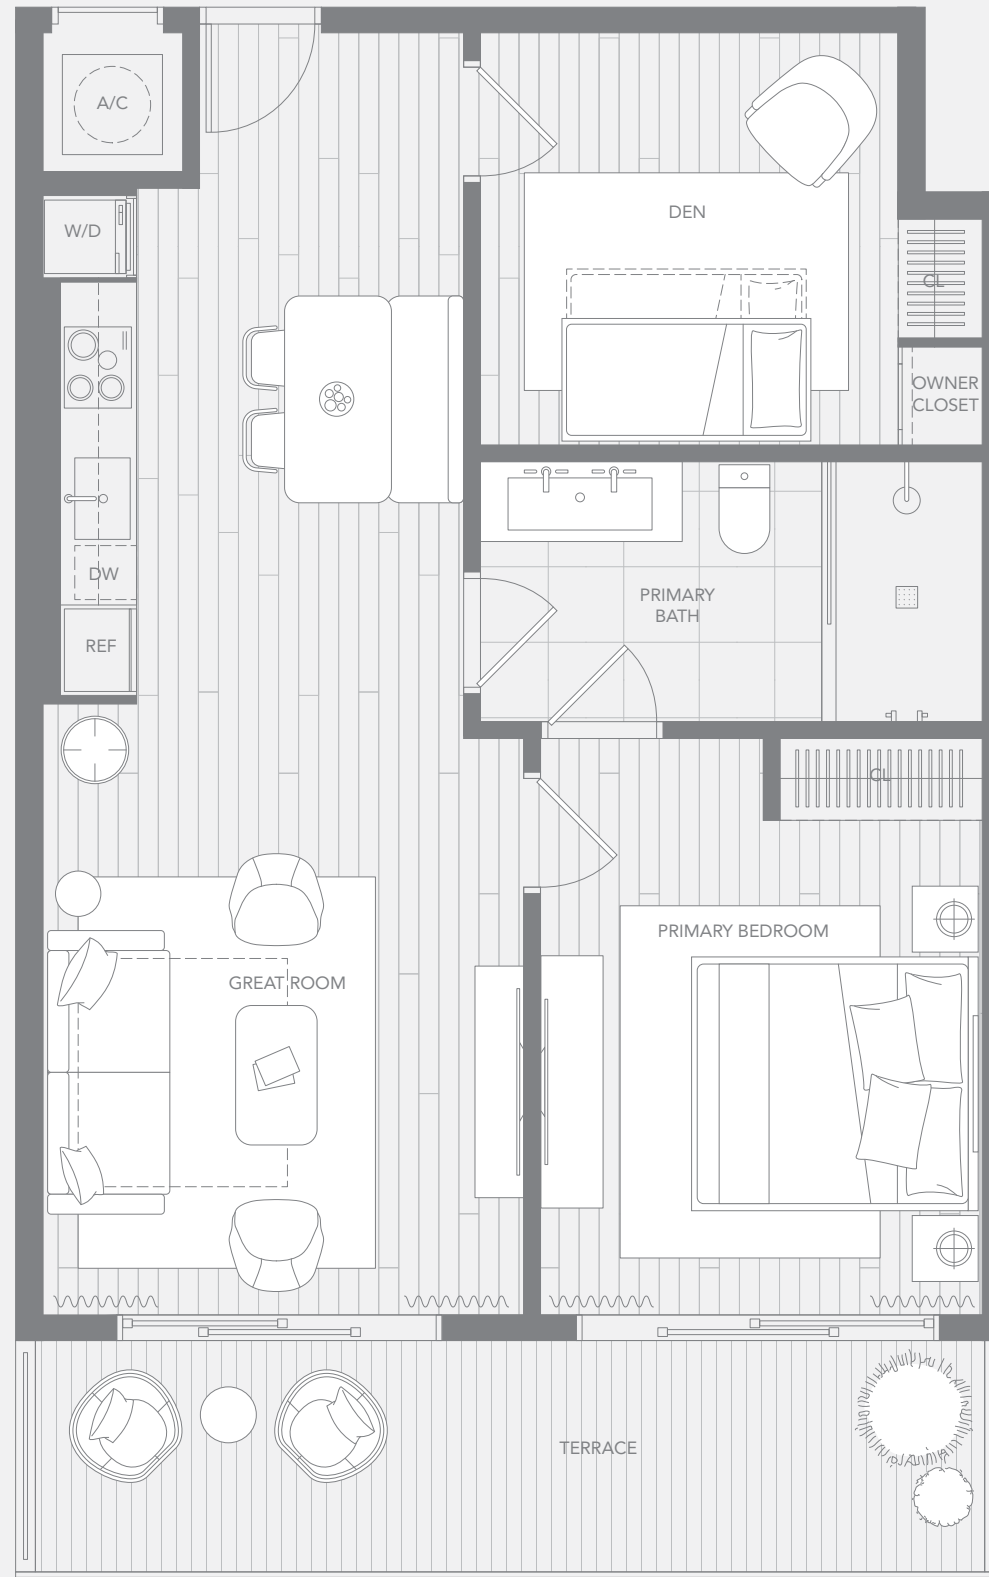 A/C
DEN
W/D
CL
OWNER
CLOSET
DW
PRIMARY
BATH
REF
CL
PRIMARY BEDROOM
GREAT ROOM
TERRACE